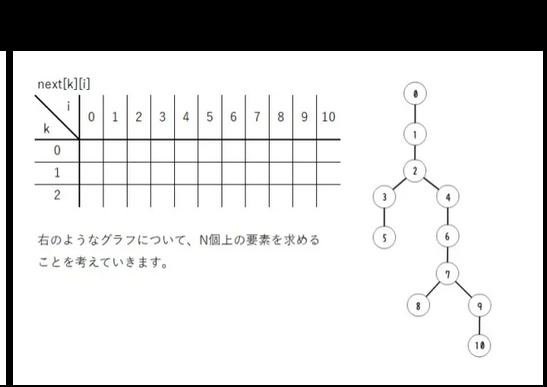 next[k][i]
i
k
0 1 2 3 4 5 6 7 8 9 10
0
1
2
右のようなグラフについて、N個上の要素を求める
ことを考えていきます。
0
1
2
3 4
5 6
7
8 9
10